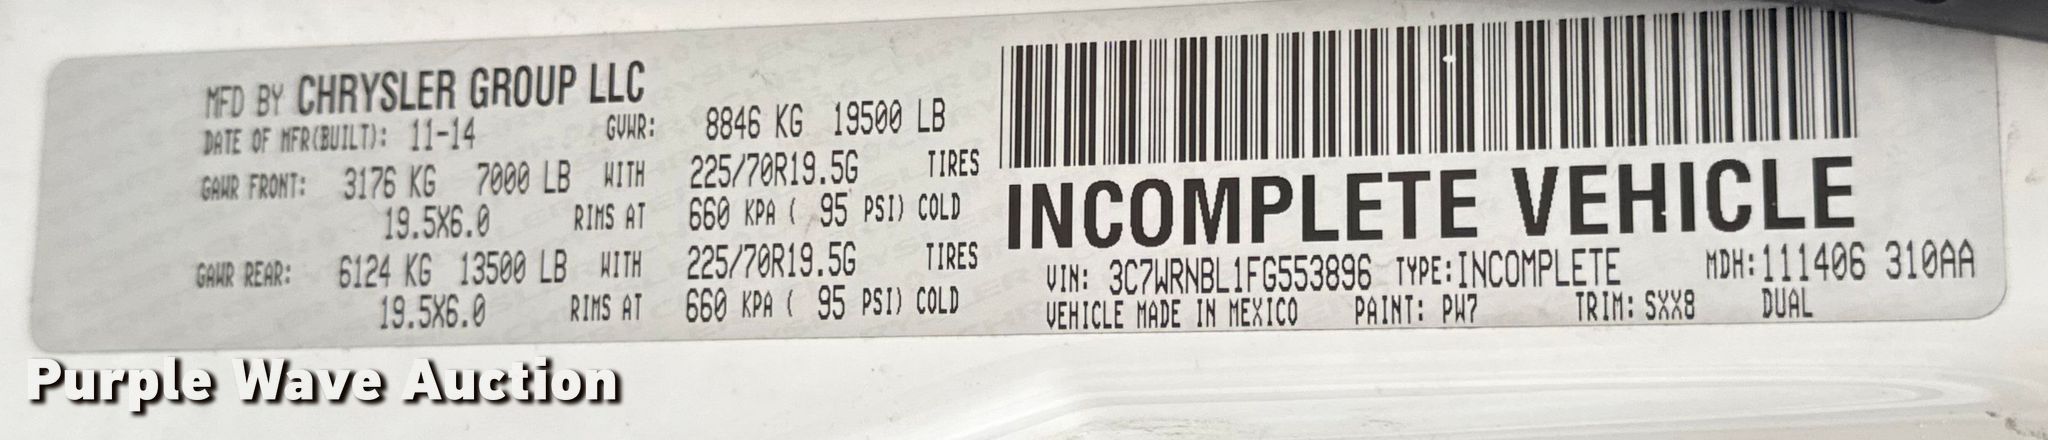 MFD BY CHRYSLER GROUP LLC
DATE OF MFR(BUILT): 11-14 GVWR: 8846 KG 19500 LB
GAWR FRONT: 3176 KG 7000 LB WITH 225/70R19.5G TIRES
19.5X6.0 RIMS AT 660 KPA ( 95 PSI) COLD
GAWR REAR: 6124 KG 13500 LB WITH 225/70R19.5G TIRES
19.5X6.0 RIMS AT 660 KPA ( 95 PSI) COLD
INCOMPLETE VEHICLE
VIN: 3C7WRNBL1FG553896 TYPE:INCOMPLETE MDH:111406 310AA
VEHICLE MADE IN MEXICO PAINT: PW7 TRIM: SXX8 DUAL
Purple Wave Auction